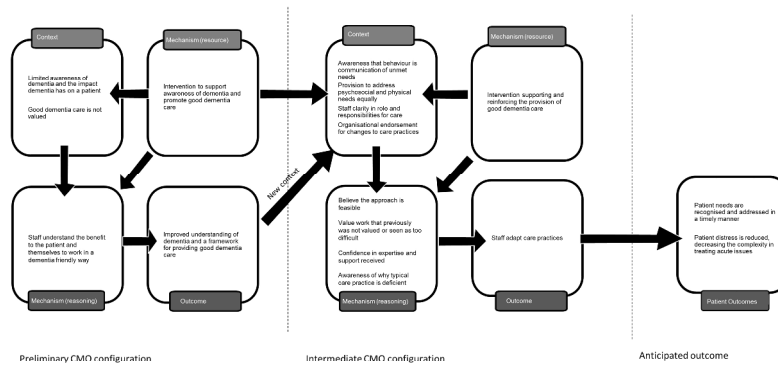 Context
Limited awareness of
dementia and the impact
dementia has on a patient
Good dementia care is not
valued
Mechanism (resource)
Intervention to support
awareness of dementia and
promote good dementia
care
Staff understand the benefit
to the patient and
themselves to work in a
dementia friendly way
Mechanism (reasoning)
Improved understanding of
dementia and a framework
for providing good dementia
care
Outcome
New context
Context
Awareness that behaviour is
communication of unmet
needs
Provision to address
psychosocial and physical
needs equally
Staff clarity in role and
responsibilities for care
Organisational endorsement
for changes to care practices
Mechanism (resource)
Intervention supporting and
reinforcing the provision of
good dementia care
Believe the approach is
feasible
Value work that previously
was not valued or seen as too
difficult
Confidence in expertise and
support received
Awareness of why typical
care practice is deficient
Mechanism (reasoning)
Staff adapt care practices
Outcome
Patient needs are
recognised and addressed in
a timely manner
Patient distress is reduced,
decreasing the complexity in
treating acute issues
Patient Outcomes
Preliminary CMO configuration
Intermediate CMO configuration
Anticipated outcome